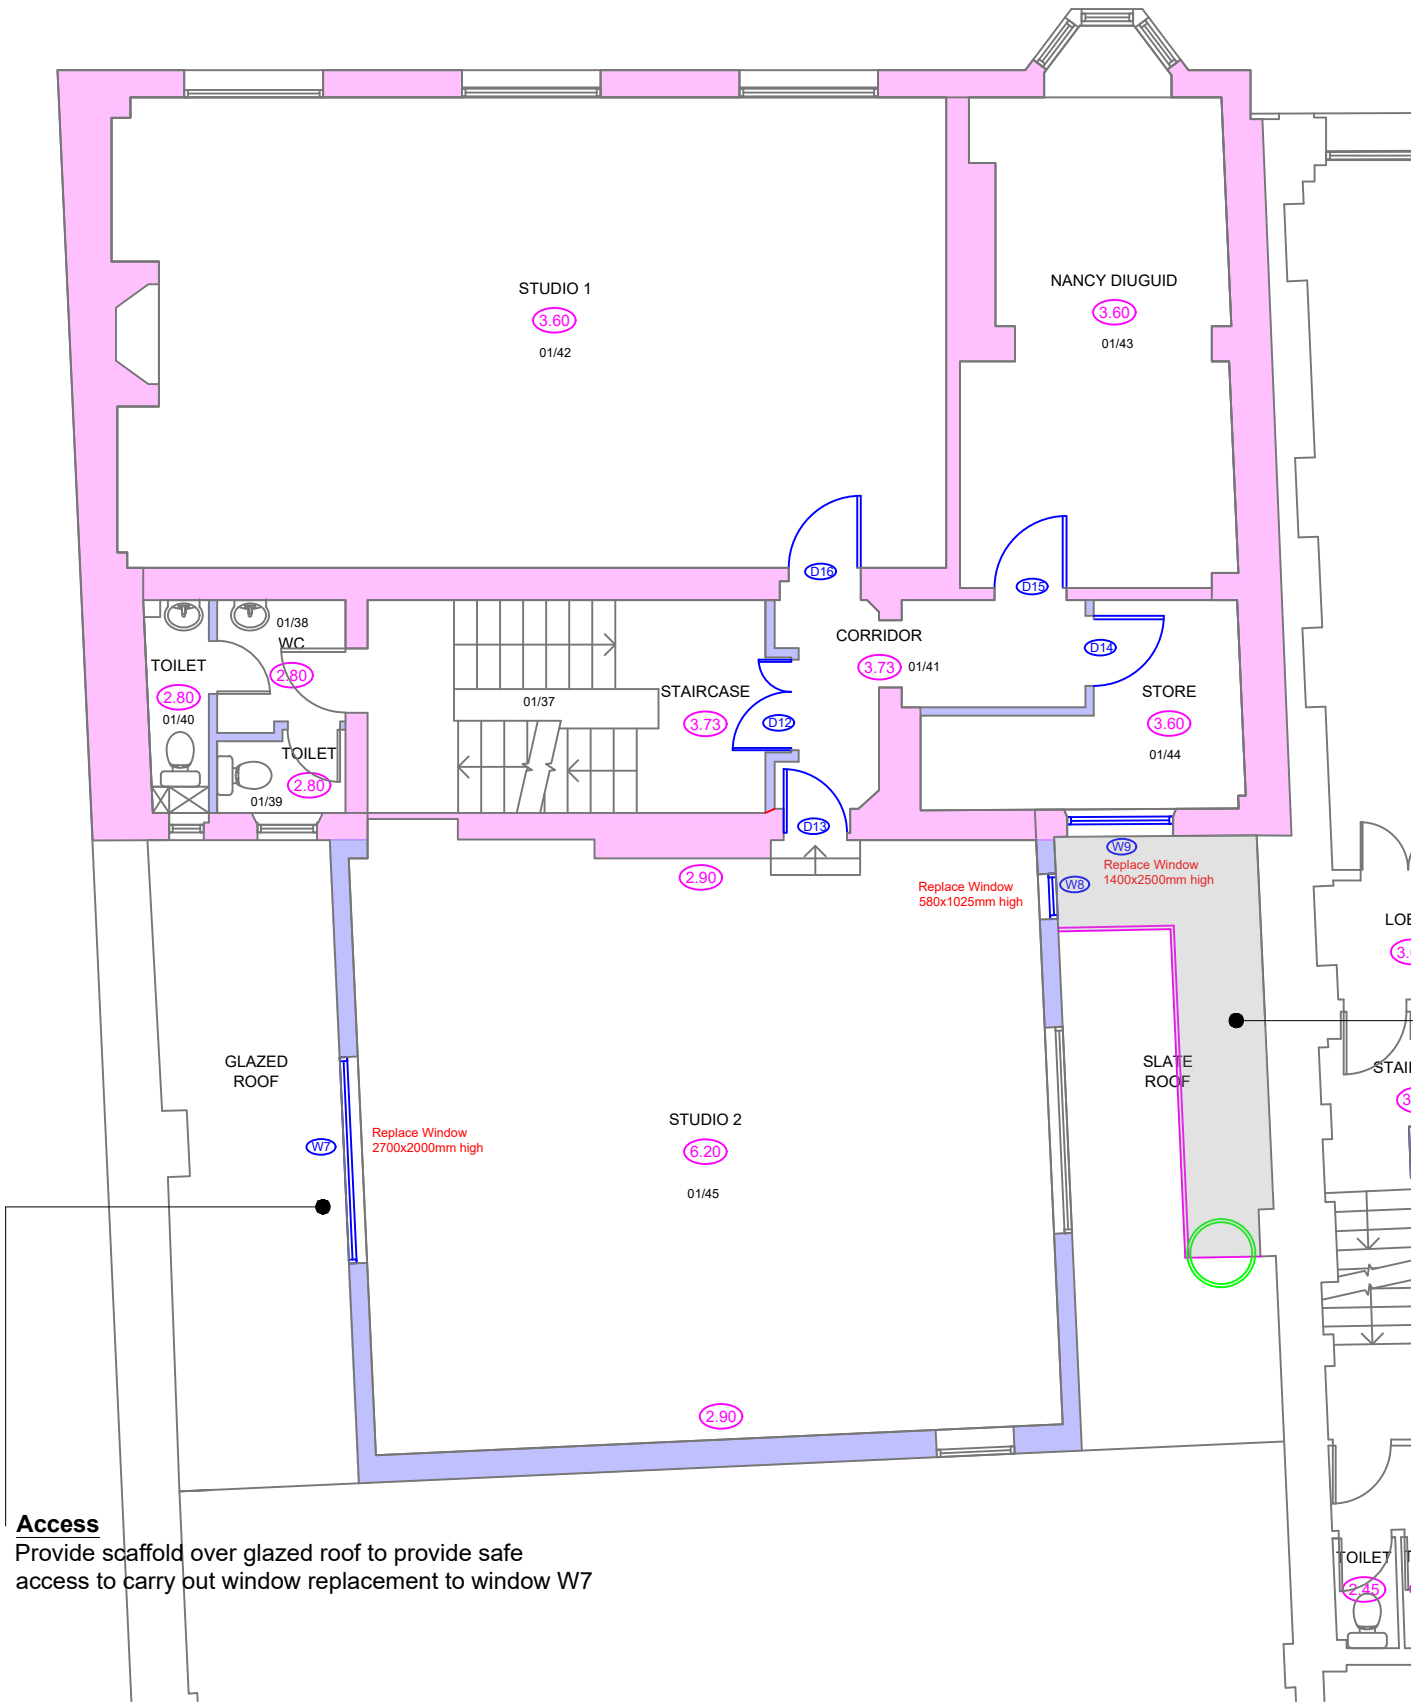 STUDIO 1
3.60
01/42
NANCY DIUGUID
3.60
01/43
D16
D15
01/38
WC
2.80
TOILET
2.80
01/40
TOILET
2.80
01/39
01/37
STAIRCASE
3.73
D12
CORRIDOR
3.73
01/41
D14
STORE
3.60
01/44
D13
2.90
W9
Replace Window
1400x2500mm high
W8
Replace Window
580x1025mm high
GLAZED
ROOF
W7
Replace Window
2700x2000mm high
STUDIO 2
6.20
01/45
SLATE
ROOF
2.90
Access
Provide scaffold over glazed roof to provide safe
access to carry out window replacement to window W7
TOILET
2.45